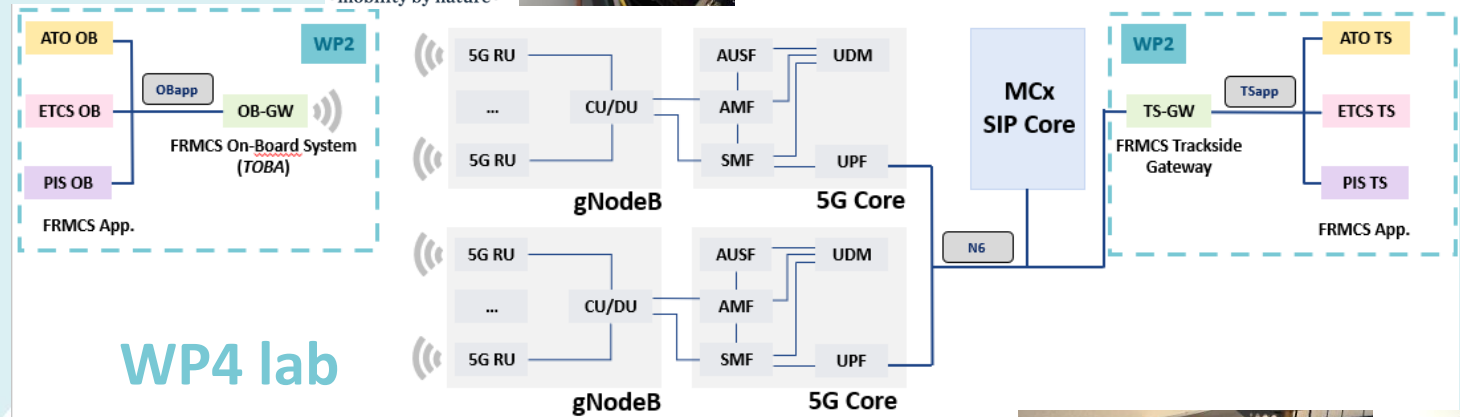 mobility by nature
ATO OB
WP2
OBapp
ETCS OB
OB-GW
FRMCS On-Board System
(TOBA)
PIS OB
FRMCS App.
5G RU
...
CU/DU
5G RU
gNodeB
AUSF
UDM
AMF
SMF
UPF
5G Core
5G RU
...
CU/DU
5G RU
gNodeB
AUSF
UDM
AMF
SMF
UPF
5G Core
N6
MCx
SIP Core
WP2
ATO TS
TSapp
TS-GW
ETCS TS
FRMCS Trackside
Gateway
PIS TS
FRMCS App.
WP4 lab